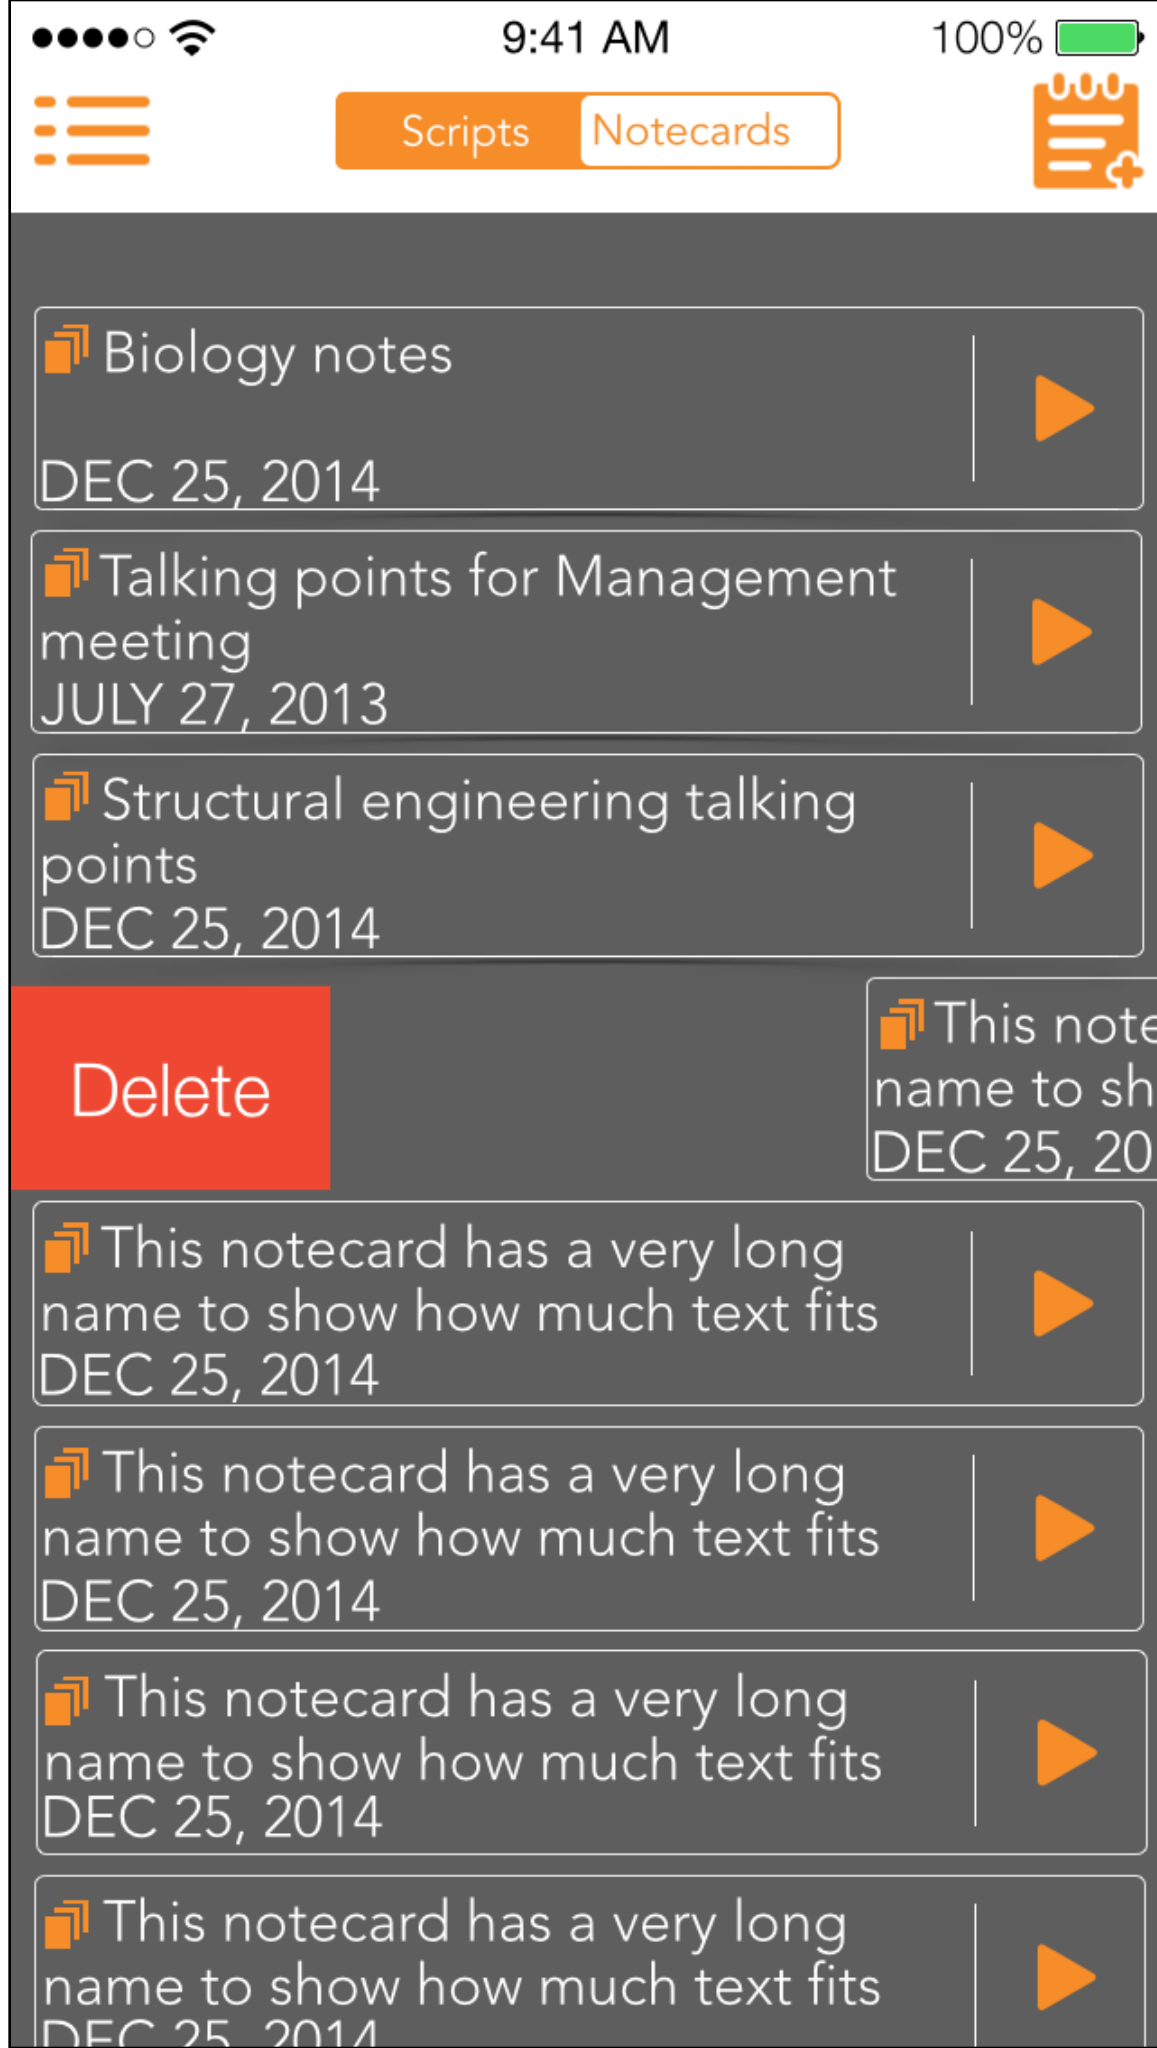 9:41 AM 100%
Scripts Notecards
Biology notes
DEC 25, 2014
Talking points for Management
meeting
JULY 27, 2013
Structural engineering talking
points
DEC 25, 2014
Delete
This note
name to sh
DEC 25, 20
This notecard has a very long
name to show how much text fits
DEC 25, 2014
This notecard has a very long
name to show how much text fits
DEC 25, 2014
This notecard has a very long
name to show how much text fits
DEC 25, 2014
This notecard has a very long
name to show how much text fits
DEC 25, 2014